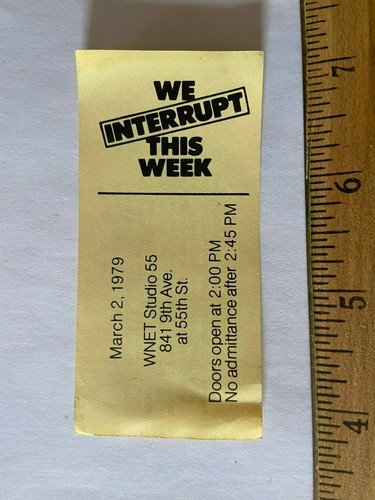 WE
INTERRUPT
THIS
WEEK
March 2, 1979
WNET Studio 55
841 9th Ave.
at 55th St.
Doors open at 2:00 PM
No admittance after 2:45 PM
7
6
5
4